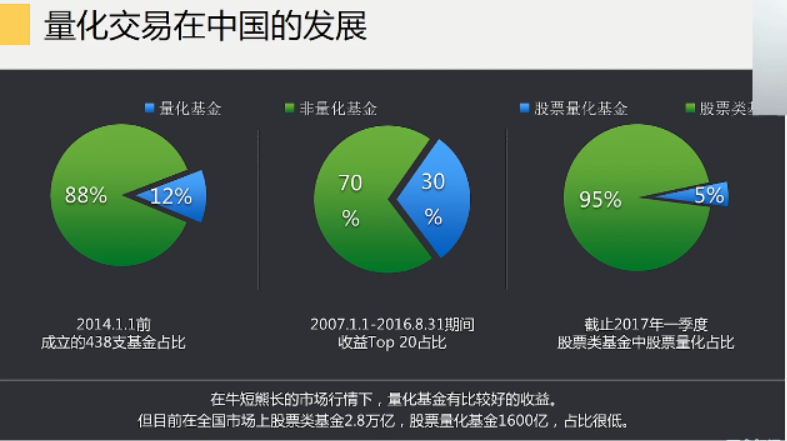 量化交易在中国的发展
量化基金
非量化基金
股票量化基金
股票类
88%
12%
70
%
30
%
95%
5%
2014.1.1前
成立的438支基金占比
2007.1.1-2016.8.31期间
收益Top 20占比
截止2017年一季度
股票类基金中股票量化占比
在牛短熊长的市场行情下，量化基金有比较好的收益。
但目前在全国市场上股票类基金2.8万亿，股票量化基金1600亿，占比很低。